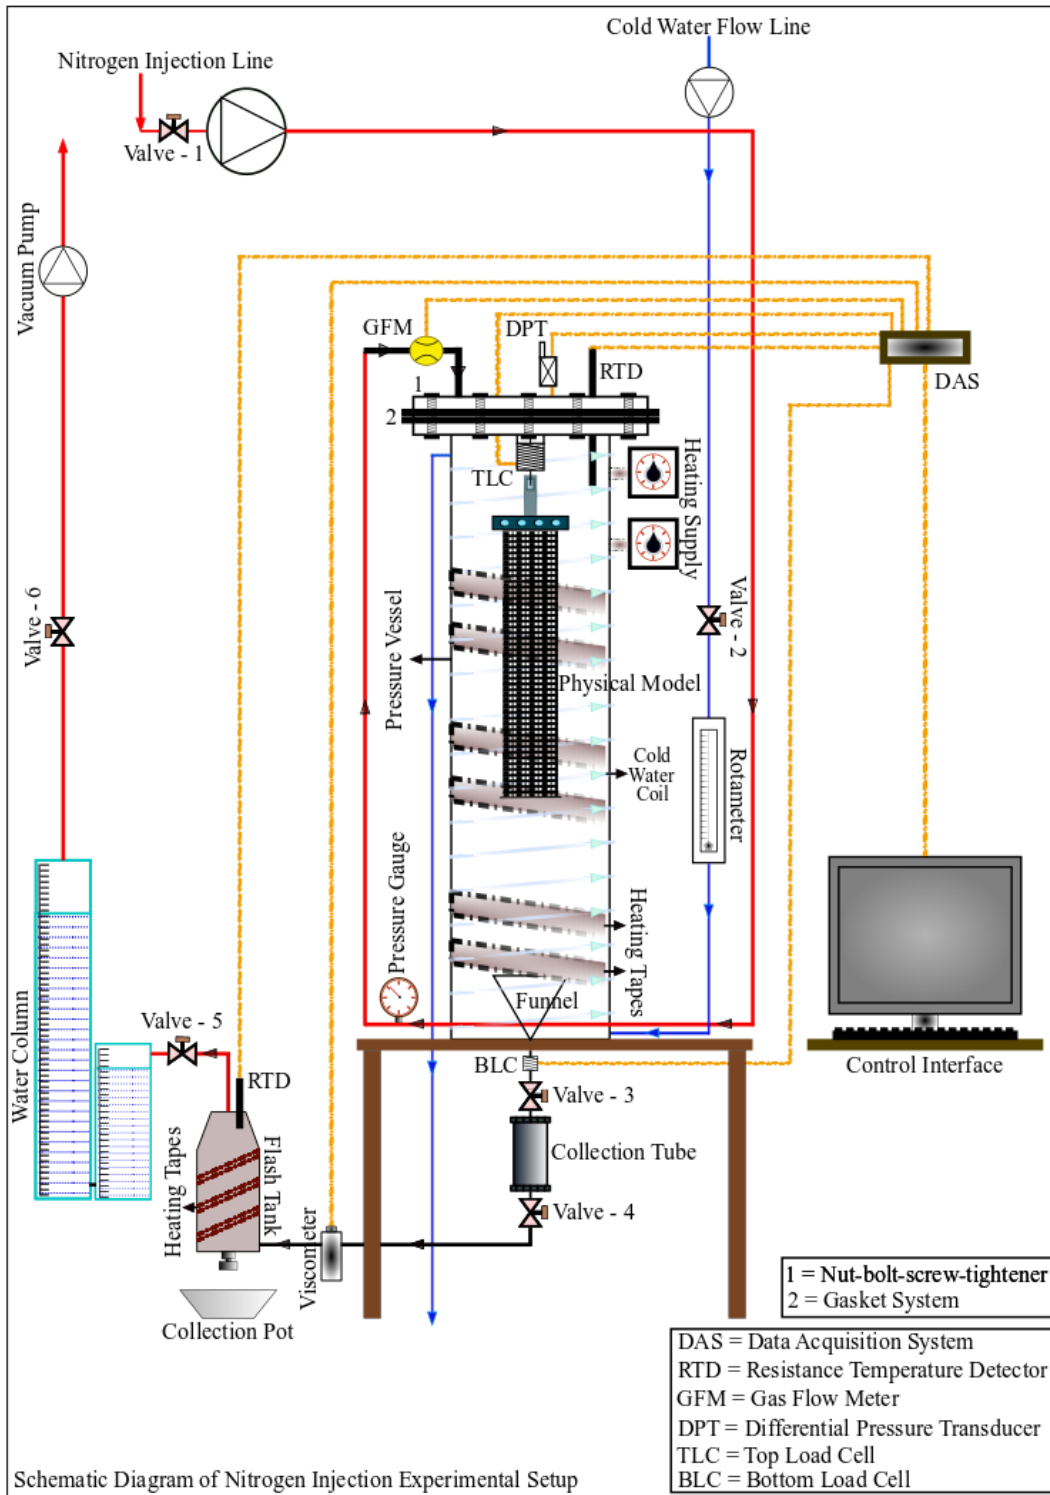 Cold Water Flow Line
Nitrogen Injection Line
Valve - 1
Vacuum Pump
GFM
DPT
RTD
DAS
1
2
TLC
Heating Supply
Valve - 6
Pressure Vessel
Valve - 2
Physical Model
Cold
Water
Coil
Rotameter
Pressure Gauge
Heating Tapes
Funnel
Water Column
Valve - 5
RTD
BLC
Control Interface
Valve - 3
Collection Tube
Heating Tapes
Flash
Tank
Valve - 4
Viscometer
Collection Pot
1 = Nut-bolt-screw-tightener
2 = Gasket System
DAS = Data Acquisition System
RTD = Resistance Temperature Detector
GFM = Gas Flow Meter
DPT = Differential Pressure Transducer
TLC = Top Load Cell
BLC = Bottom Load Cell
Schematic Diagram of Nitrogen Injection Experimental Setup